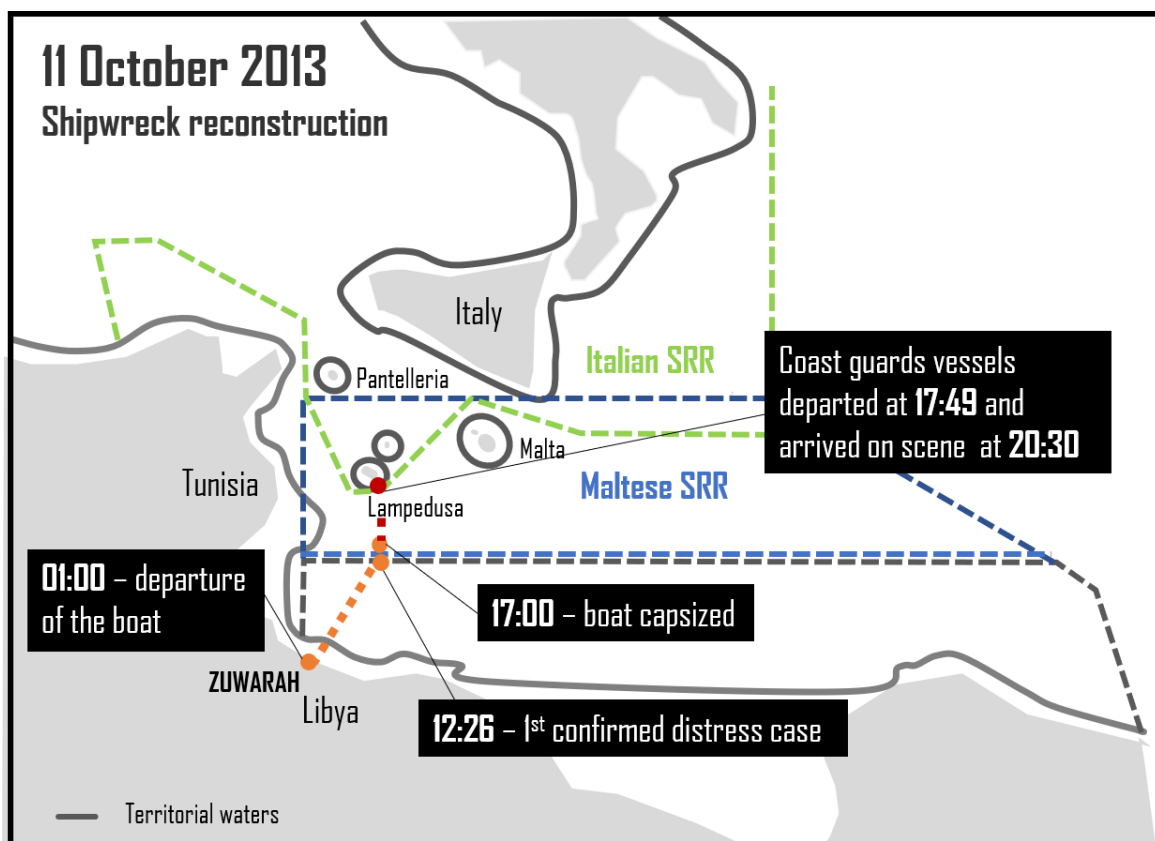 11 October 2013
Shipwreck reconstruction
Italy
Pantelleria
Italian SRR
Coast guards vessels
departed at 17:49 and
arrived on scene at 20:30
Malta
Tunisia
Maltese SRR
Lampedusa
01:00 – departure
of the boat
17:00 – boat capsized
ZUWARAH
Libya
12:26 – 1st confirmed distress case
Territorial waters